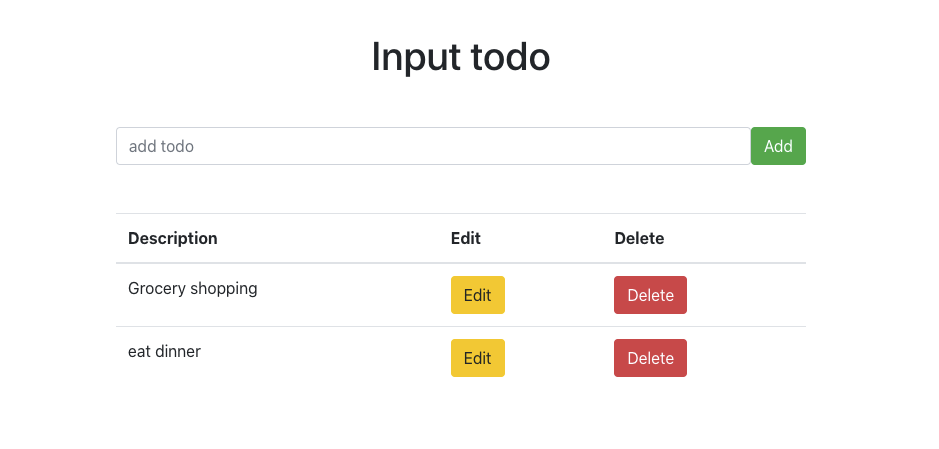 Input todo
add todo Add
Description Edit Delete
Grocery shopping Edit Delete
eat dinner Edit Delete